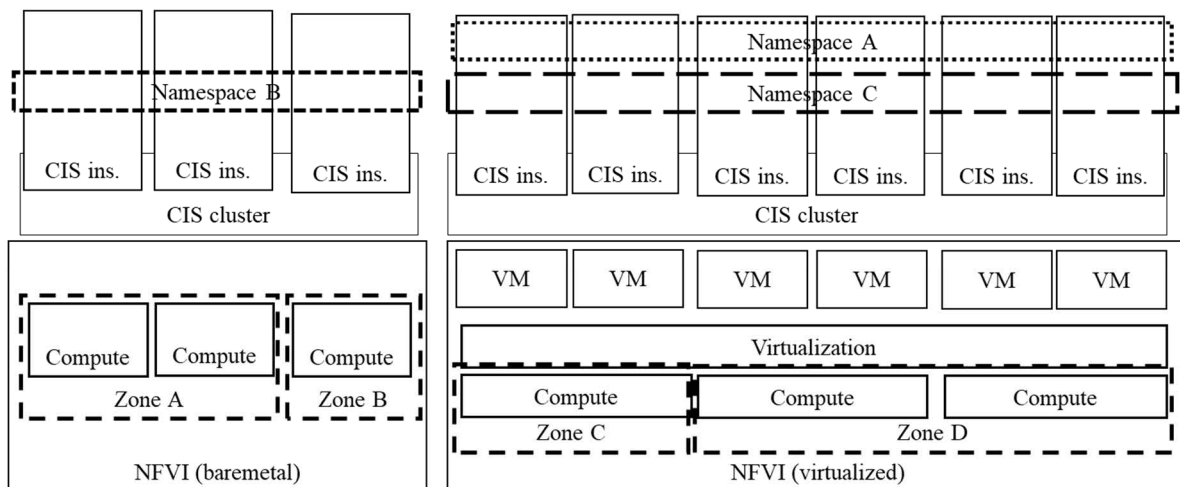 Namespace A
Namespace B
Namespace C
CIS ins.
CIS ins.
CIS ins.
CIS ins.
CIS ins.
CIS ins.
CIS ins.
CIS ins.
CIS ins.
CIS cluster
CIS cluster
VM
VM
VM
VM
VM
VM
Virtualization
Compute
Compute
Compute
Zone A
Zone B
Compute
Compute
Compute
Zone C
Zone D
NFVI (baremetal)
NFVI (virtualized)